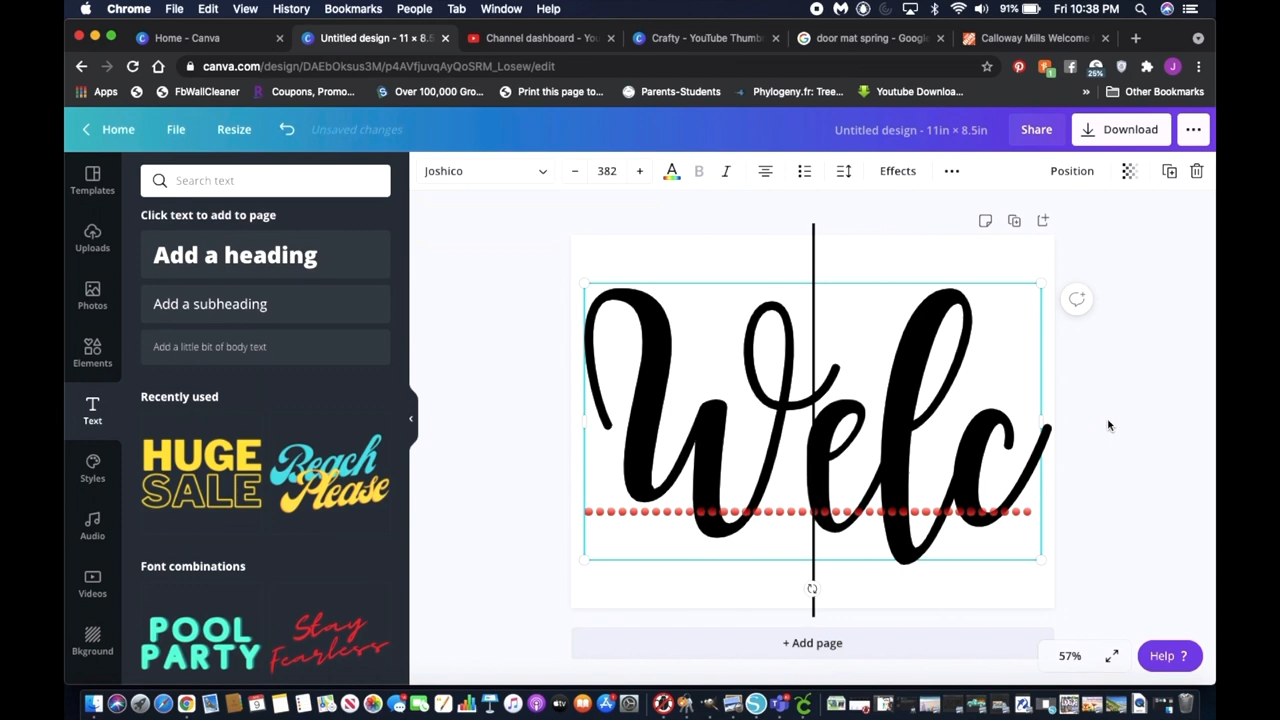 Chrome File Edit View History Bookmarks People Tab Window Help 91% Fri 10:38 PM
Home - Canva Untitled design - 11 × 8.5 Channel dashboard - You Crafty - YouTube Thumb door mat spring - Google Calloway Mills Welcome
canva.com/design/DAEbOksus3M/p4AVfjuvqAyQoSRM_Losew/edit 1 25% J
Apps FbWallCleaner Coupons, Promo... Over 100,000 Gro... Print this page to... Parents-Students Phylogeny.fr: Tree... Youtube Downloa... » Other Bookmarks
Home File Resize Unsaved changes Untitled design - 11in × 8.5in Share Download
Joshico 382 A B I Effects Position
Templates
Uploads
Photos
Elements
Text
Styles
Audio
Videos
Bkground
Search text
Click text to add to page
Add a heading
Add a subheading
Add a little bit of body text
Recently used
HUGE
SALE
Beach
Please
Font combinations
POOL
PARTY
Stay
Fearless
Welc
+ Add page
57% Help ?